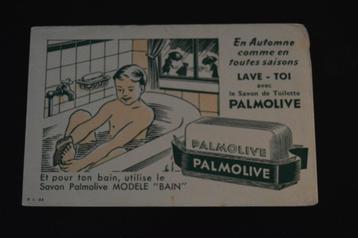 En Automne
comme en
toutes saisons
LAVE - TOI
avec
le Savon de Toilette
PALMOLIVE
PALMOLIVE
PALMOLIVE
Et pour ton bain, utilise le
Savon Palmolive MODELE "BAIN"